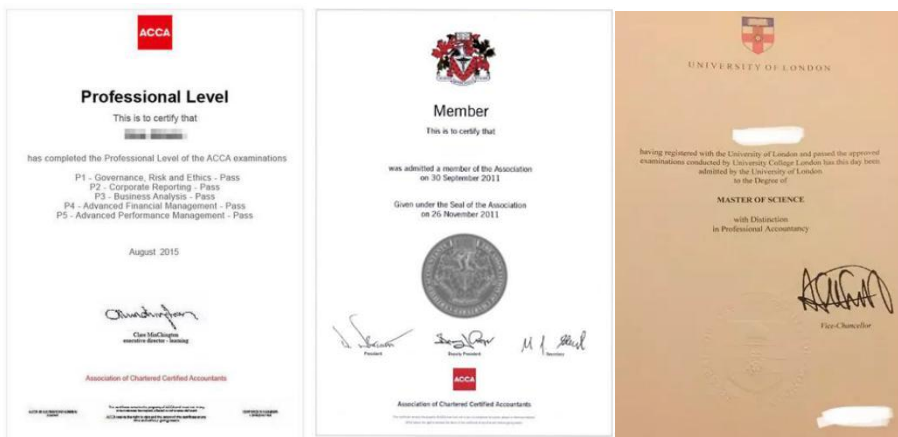 ACCA
Professional Level
This is to certify that
has completed the Professional Level of the ACCA examinations
P1 - Governance, Risk and Ethics - Pass
P2 - Corporate Reporting - Pass
P3 - Business Analysis - Pass
P4 - Advanced Financial Management - Pass
P5 - Advanced Performance Management - Pass
August 2015
Clare Minchington
executive director - learning
Association of Chartered Certified Accountants
Member
This is to certify that
was admitted a member of the Association
on 30 September 2011
Given under the Seal of the Association
on 26 November 2011
President
Deputy President
Secretary
ACCA
Association of Chartered Certified Accountants
UNIVERSITY OF LONDON
having registered with the University of London and passed the approved
examinations conducted by University College London has this day been
admitted by the University of London
to the Degree of
MASTER OF SCIENCE
with Distinction
in Professional Accountancy
Vice-Chancellor